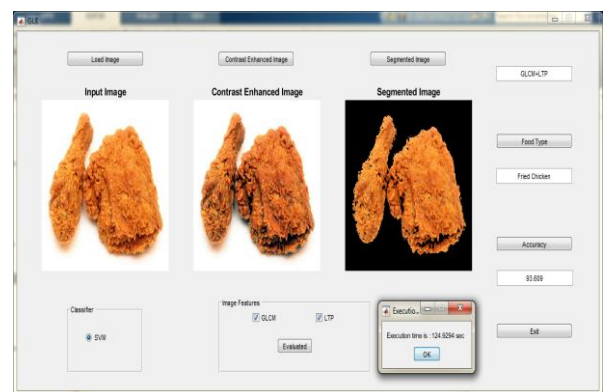 GLE
Load Image
Contrast Enhanced Image
Segmented Image
GLCM+LTP
Input Image
Contrast Enhanced Image
Segmented Image
Food Type
Fried Chicken
Accuracy
93.609
Classifier
SVM
Image Features
GLCM
LTP
Evaluated
Executio...
Execution time is : 124.9294 sec
OK
Exit